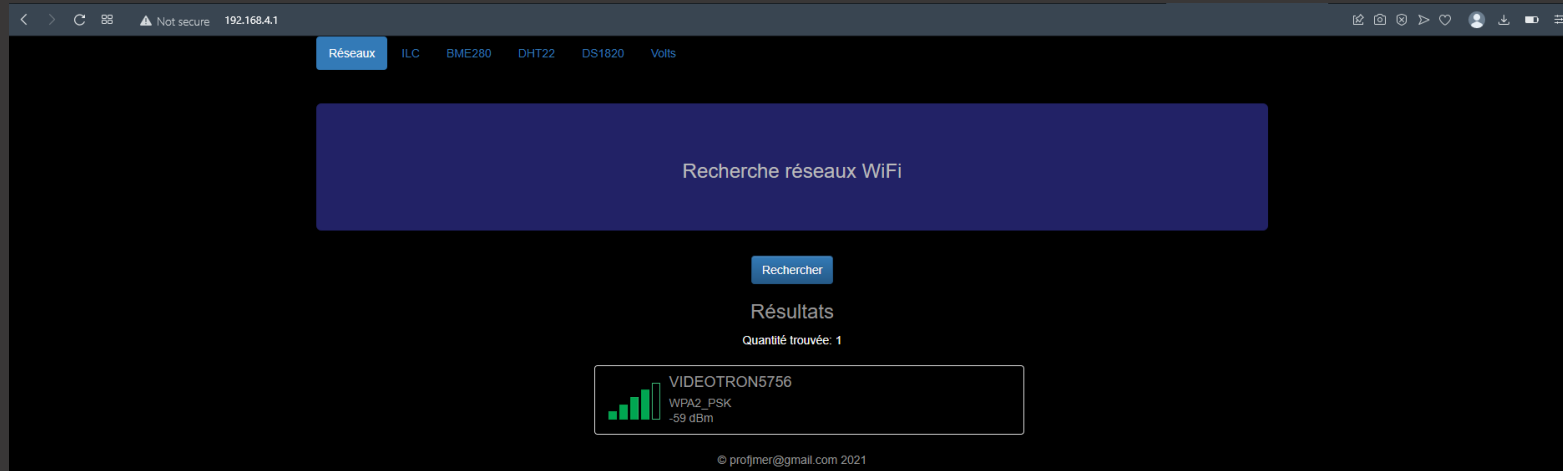 Not secure 192.168.4.1
Réseaux ILC BME280 DHT22 DS1820 Volts
Recherche réseaux WiFi
Rechercher
Résultats
Quantité trouvée: 1
VIDEOTRON5756
WPA2_PSK
-59 dBm
© profjmer@gmail.com 2021